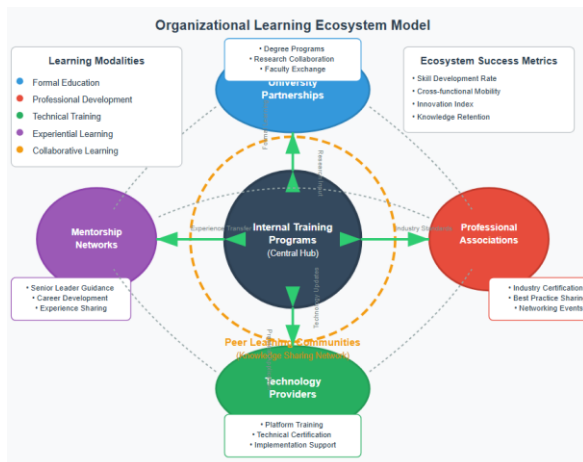 Organizational Learning Ecosystem Model
Learning Modalities
Formal Education
Professional Development
Technical Training
Experiential Learning
Collaborative Learning
• Degree Programs
• Research Collaboration
• Faculty Exchange
University
Partnerships
Ecosystem Success Metrics
• Skill Development Rate
• Cross-functional Mobility
• Innovation Index
• Knowledge Retention
Mentorship
Networks
• Senior Leader Guidance
• Career Development
• Experience Sharing
Experience Transfer
Internal Training
Programs
(Central Hub)
Industry
Professional
Associations
• Industry Certification
• Best Practice Sharing
• Networking Events
Technology Updates
Peer Learning Communities
(Knowledge Sharing Network)
Technology
Providers
• Platform Training
• Technical Certification
• Implementation Support